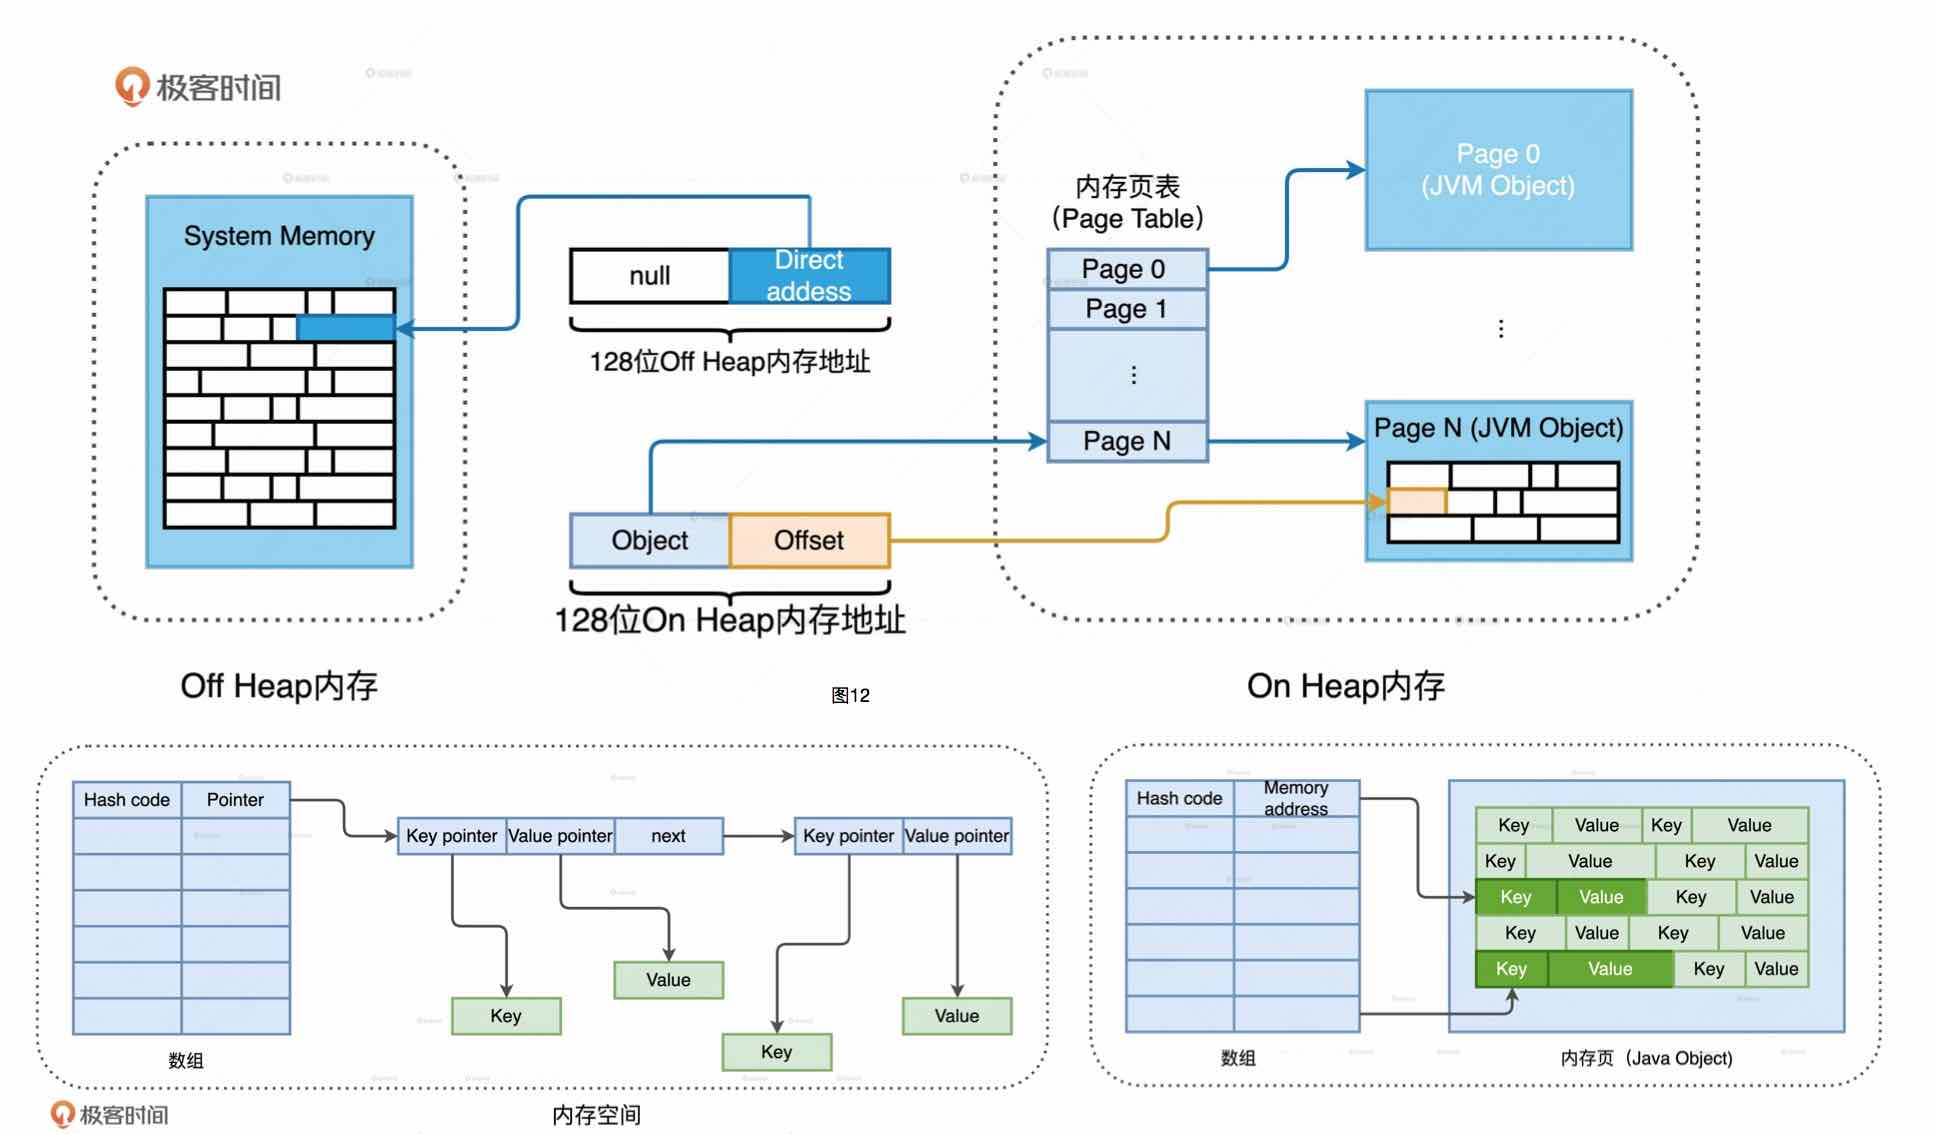 极客时间
System Memory
null
Direct
addess
128位Off Heap内存地址
Object
Offset
128位On Heap内存地址
Off Heap内存
内存页表
(Page Table)
Page 0
Page 1
⋮
Page N
Page 0
(JVM Object)
⋮
Page N (JVM Object)
On Heap内存
图12
Hash code
Pointer
Key pointer
Value pointer
next
Key pointer
Value pointer
Key
Value
Key
Value
数组
内存空间
极客时间
Hash code
Memory
address
Key Value Key Value
Key Value Key Value
Key Value Key Value
Key Value Key Value
Key Value Key Value
数组
内存页（Java Object)